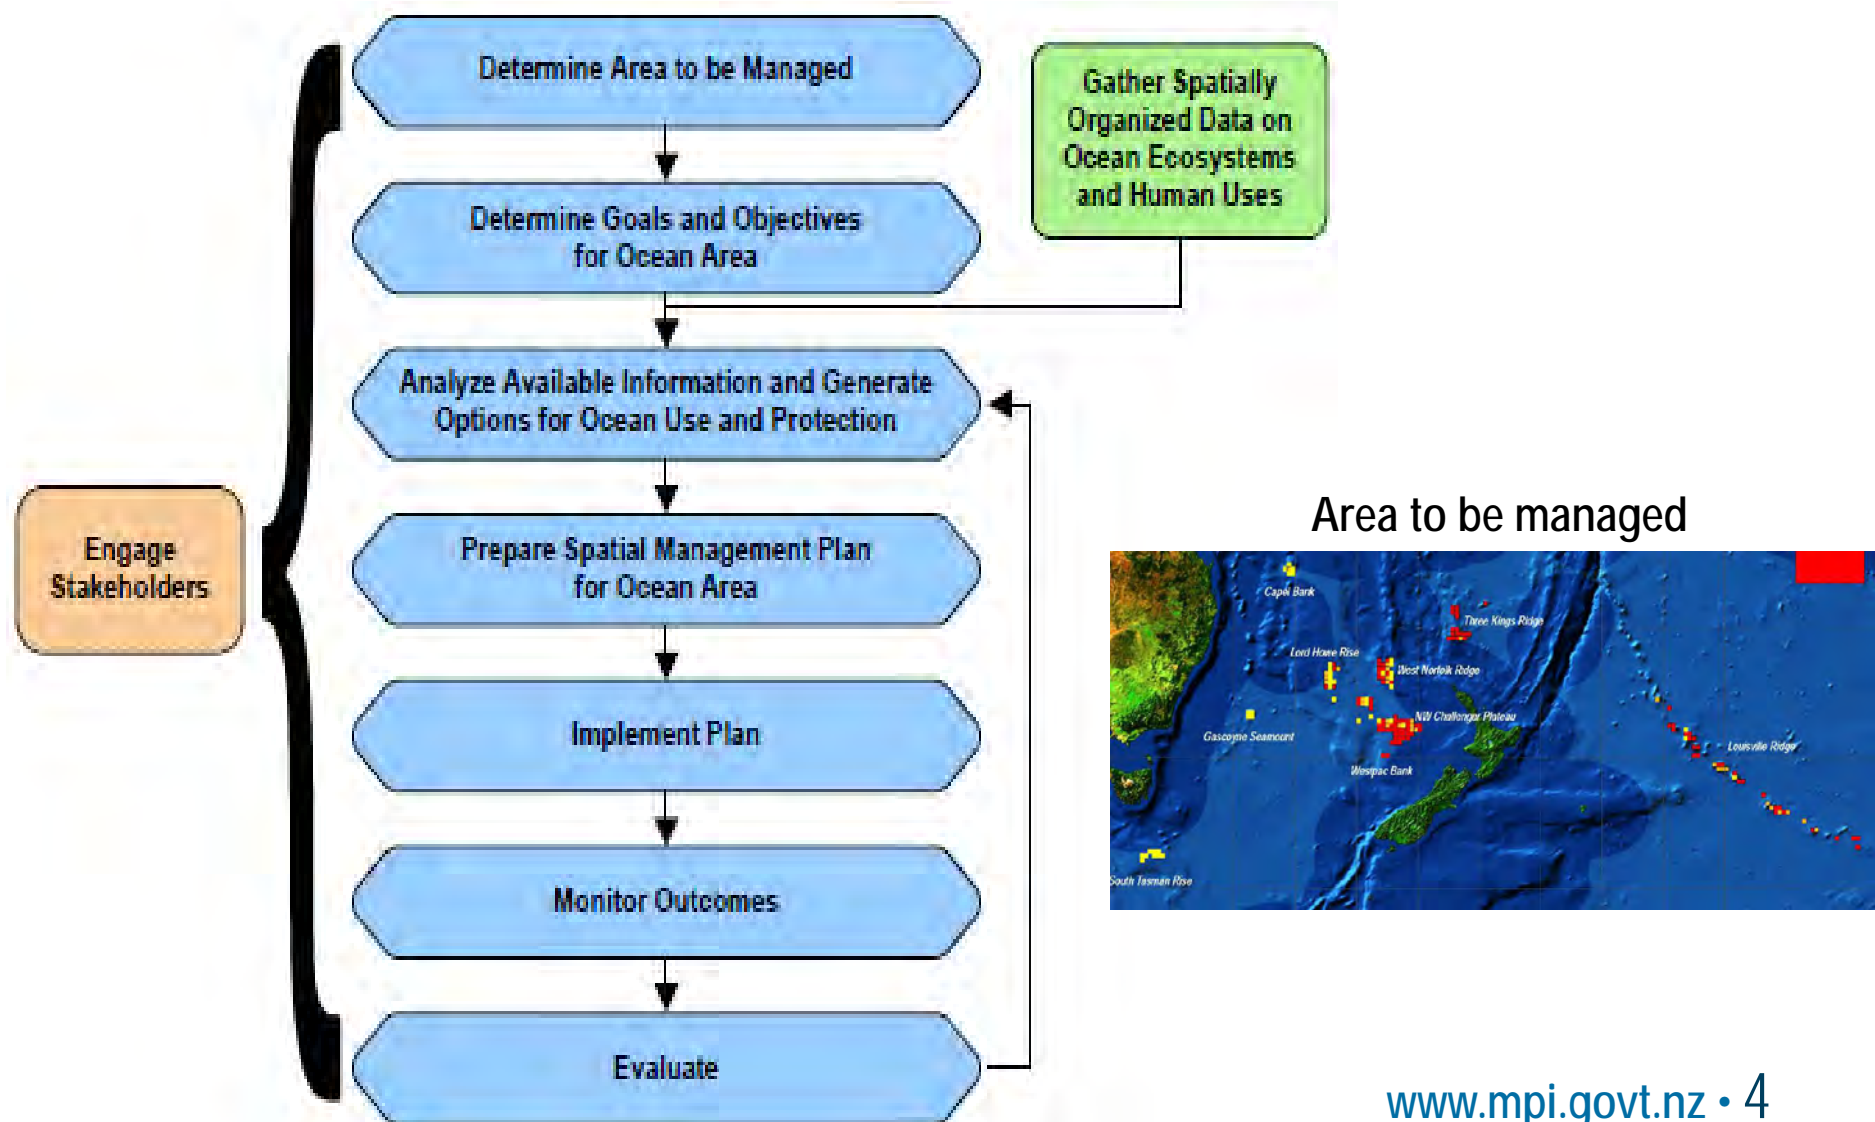 Determine Area to be Managed
Gather Spatially
Organized Data on
Ocean Ecosystems
and Human Uses
Determine Goals and Objectives
for Ocean Area
Analyze Available Information and Generate
Options for Ocean Use and Protection
Engage
Stakeholders
Prepare Spatial Management Plan
for Ocean Area
Implement Plan
Monitor Outcomes
Evaluate
Area to be managed
Capel Bank
Three Kings Ridge
Lord Howe Rise
West Norfolk Ridge
NW Challenger Plateau
Gascoyne Seamount
Louisville Ridge
Westpac Bank
South Tasman Rise
www.mpi.govt.nz • 4